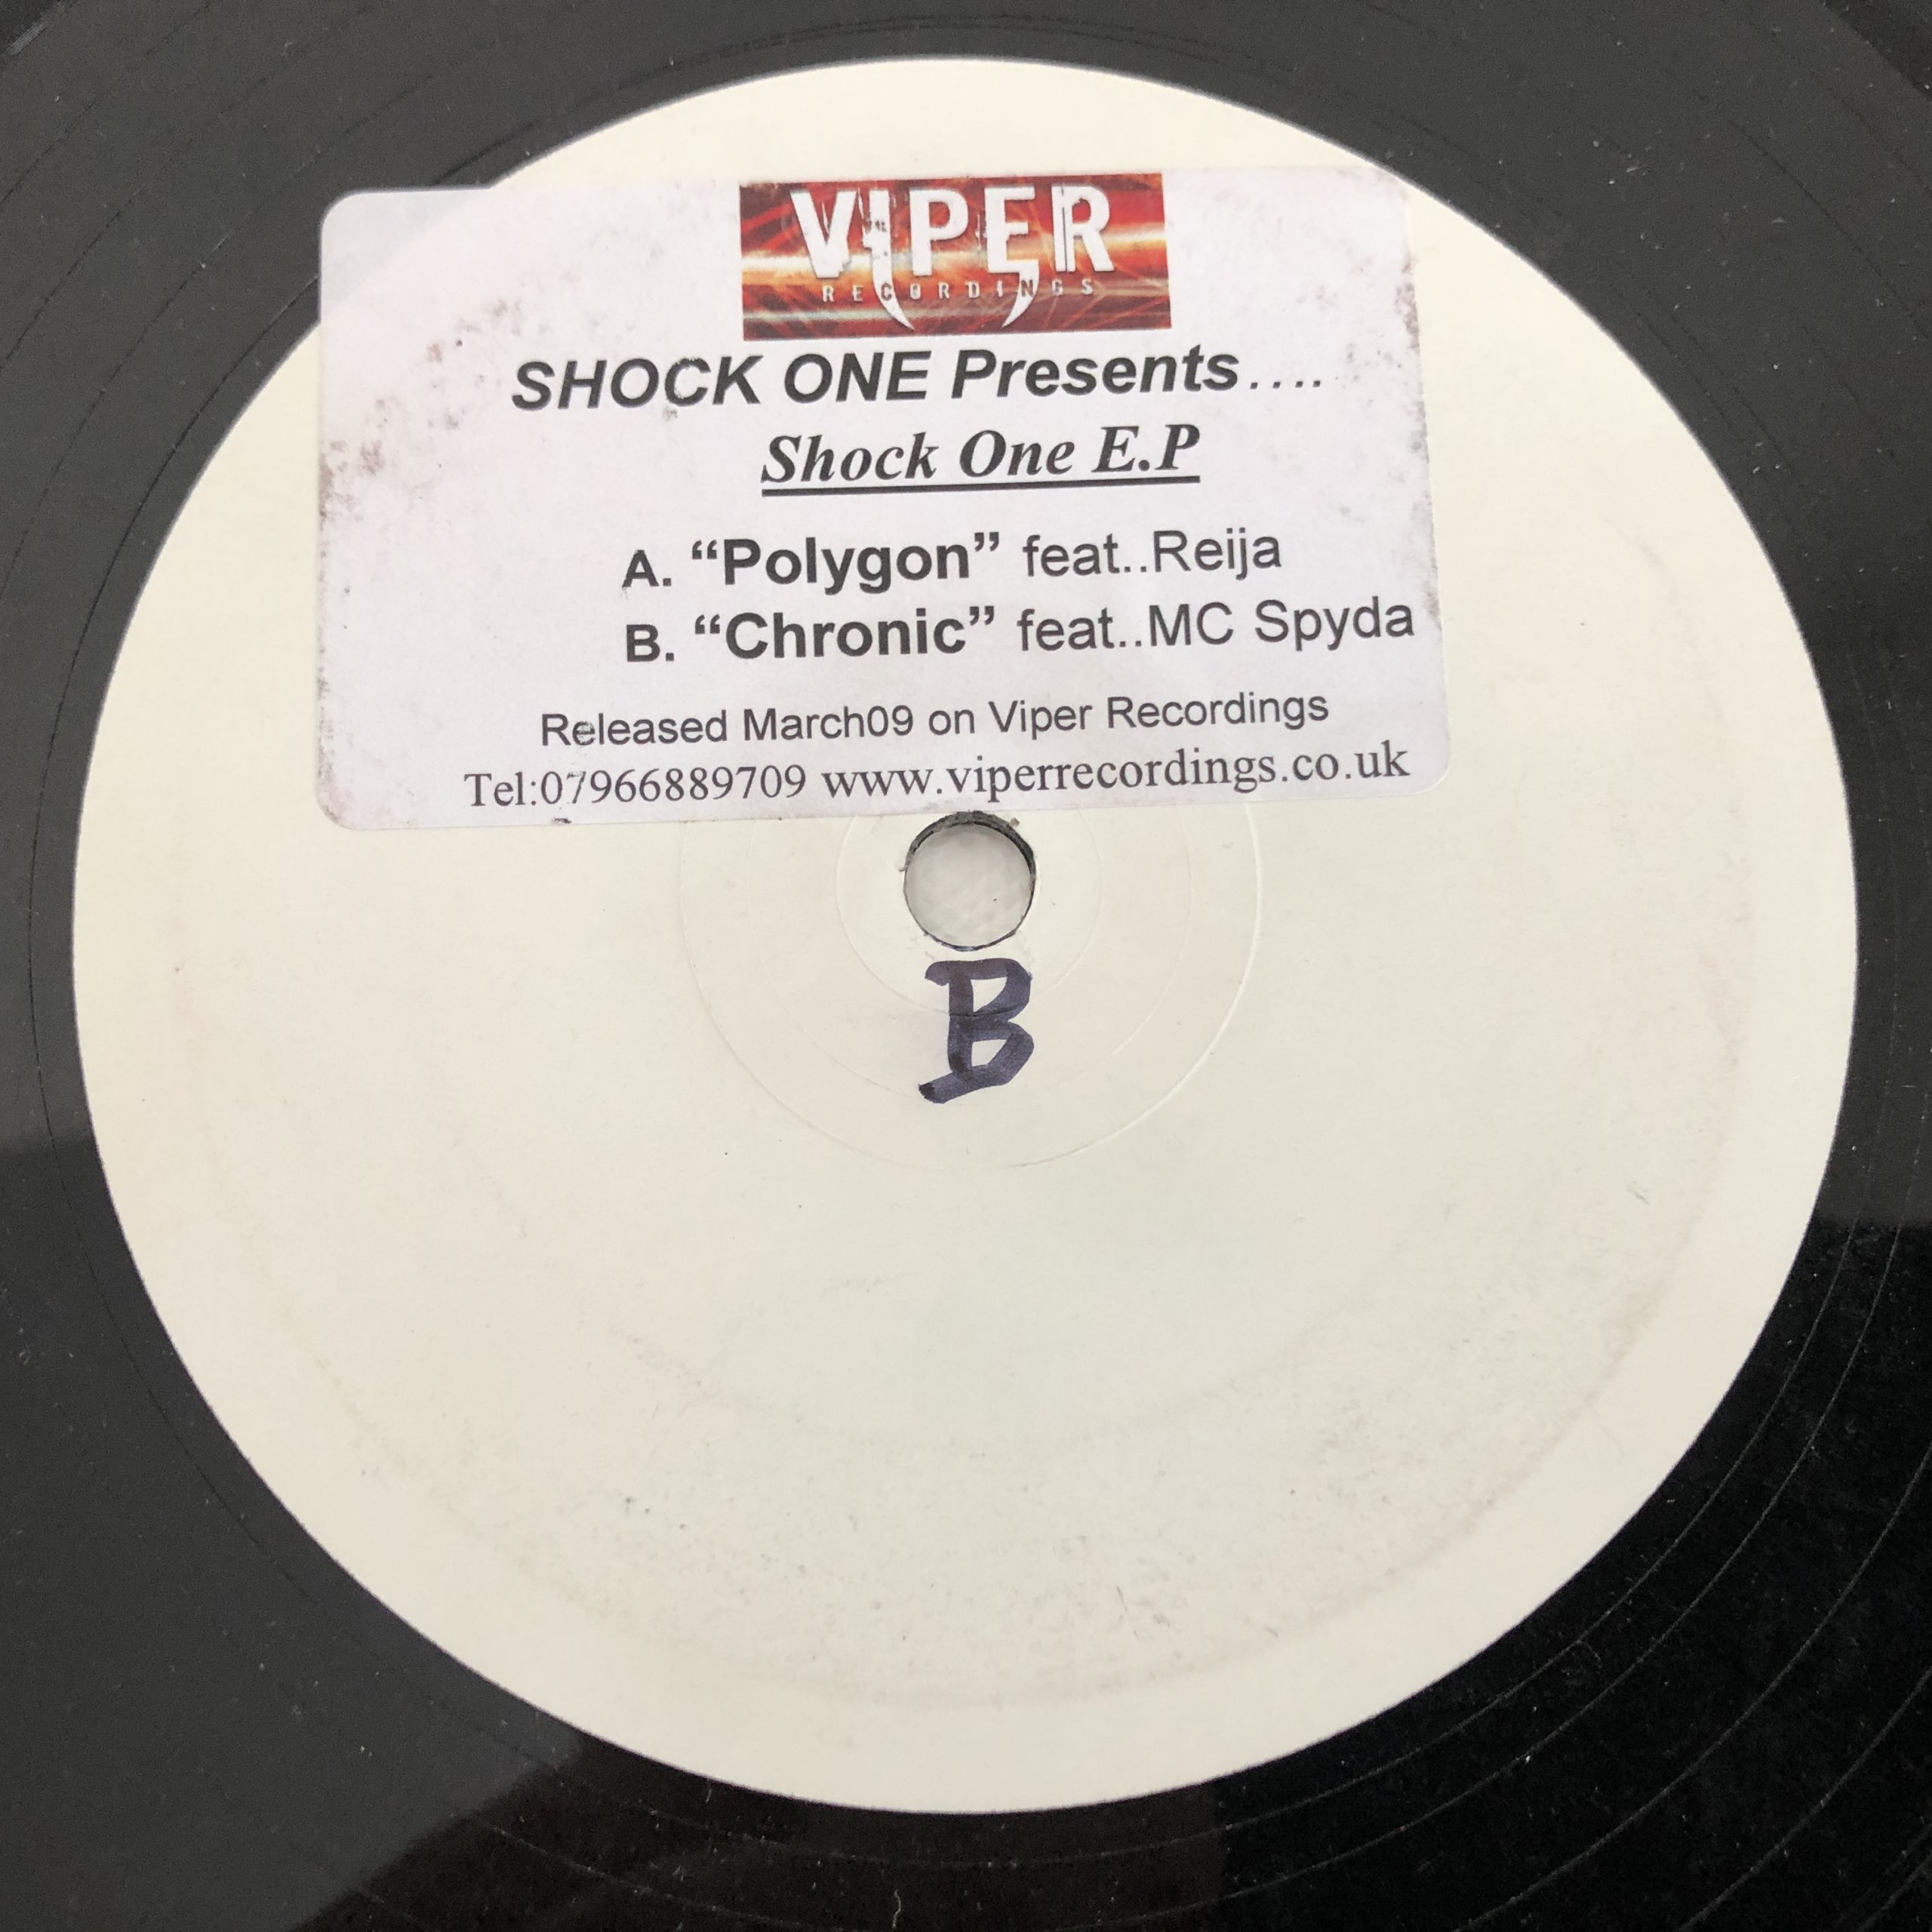 VIPER
RECORDINGS
SHOCK ONE Presents....
Shock One E.P
A. “Polygon” feat..Reija
B. “Chronic” feat..MC Spyda
Released March09 on Viper Recordings
Tel:07966889709 www.viperrecordings.co.uk
B